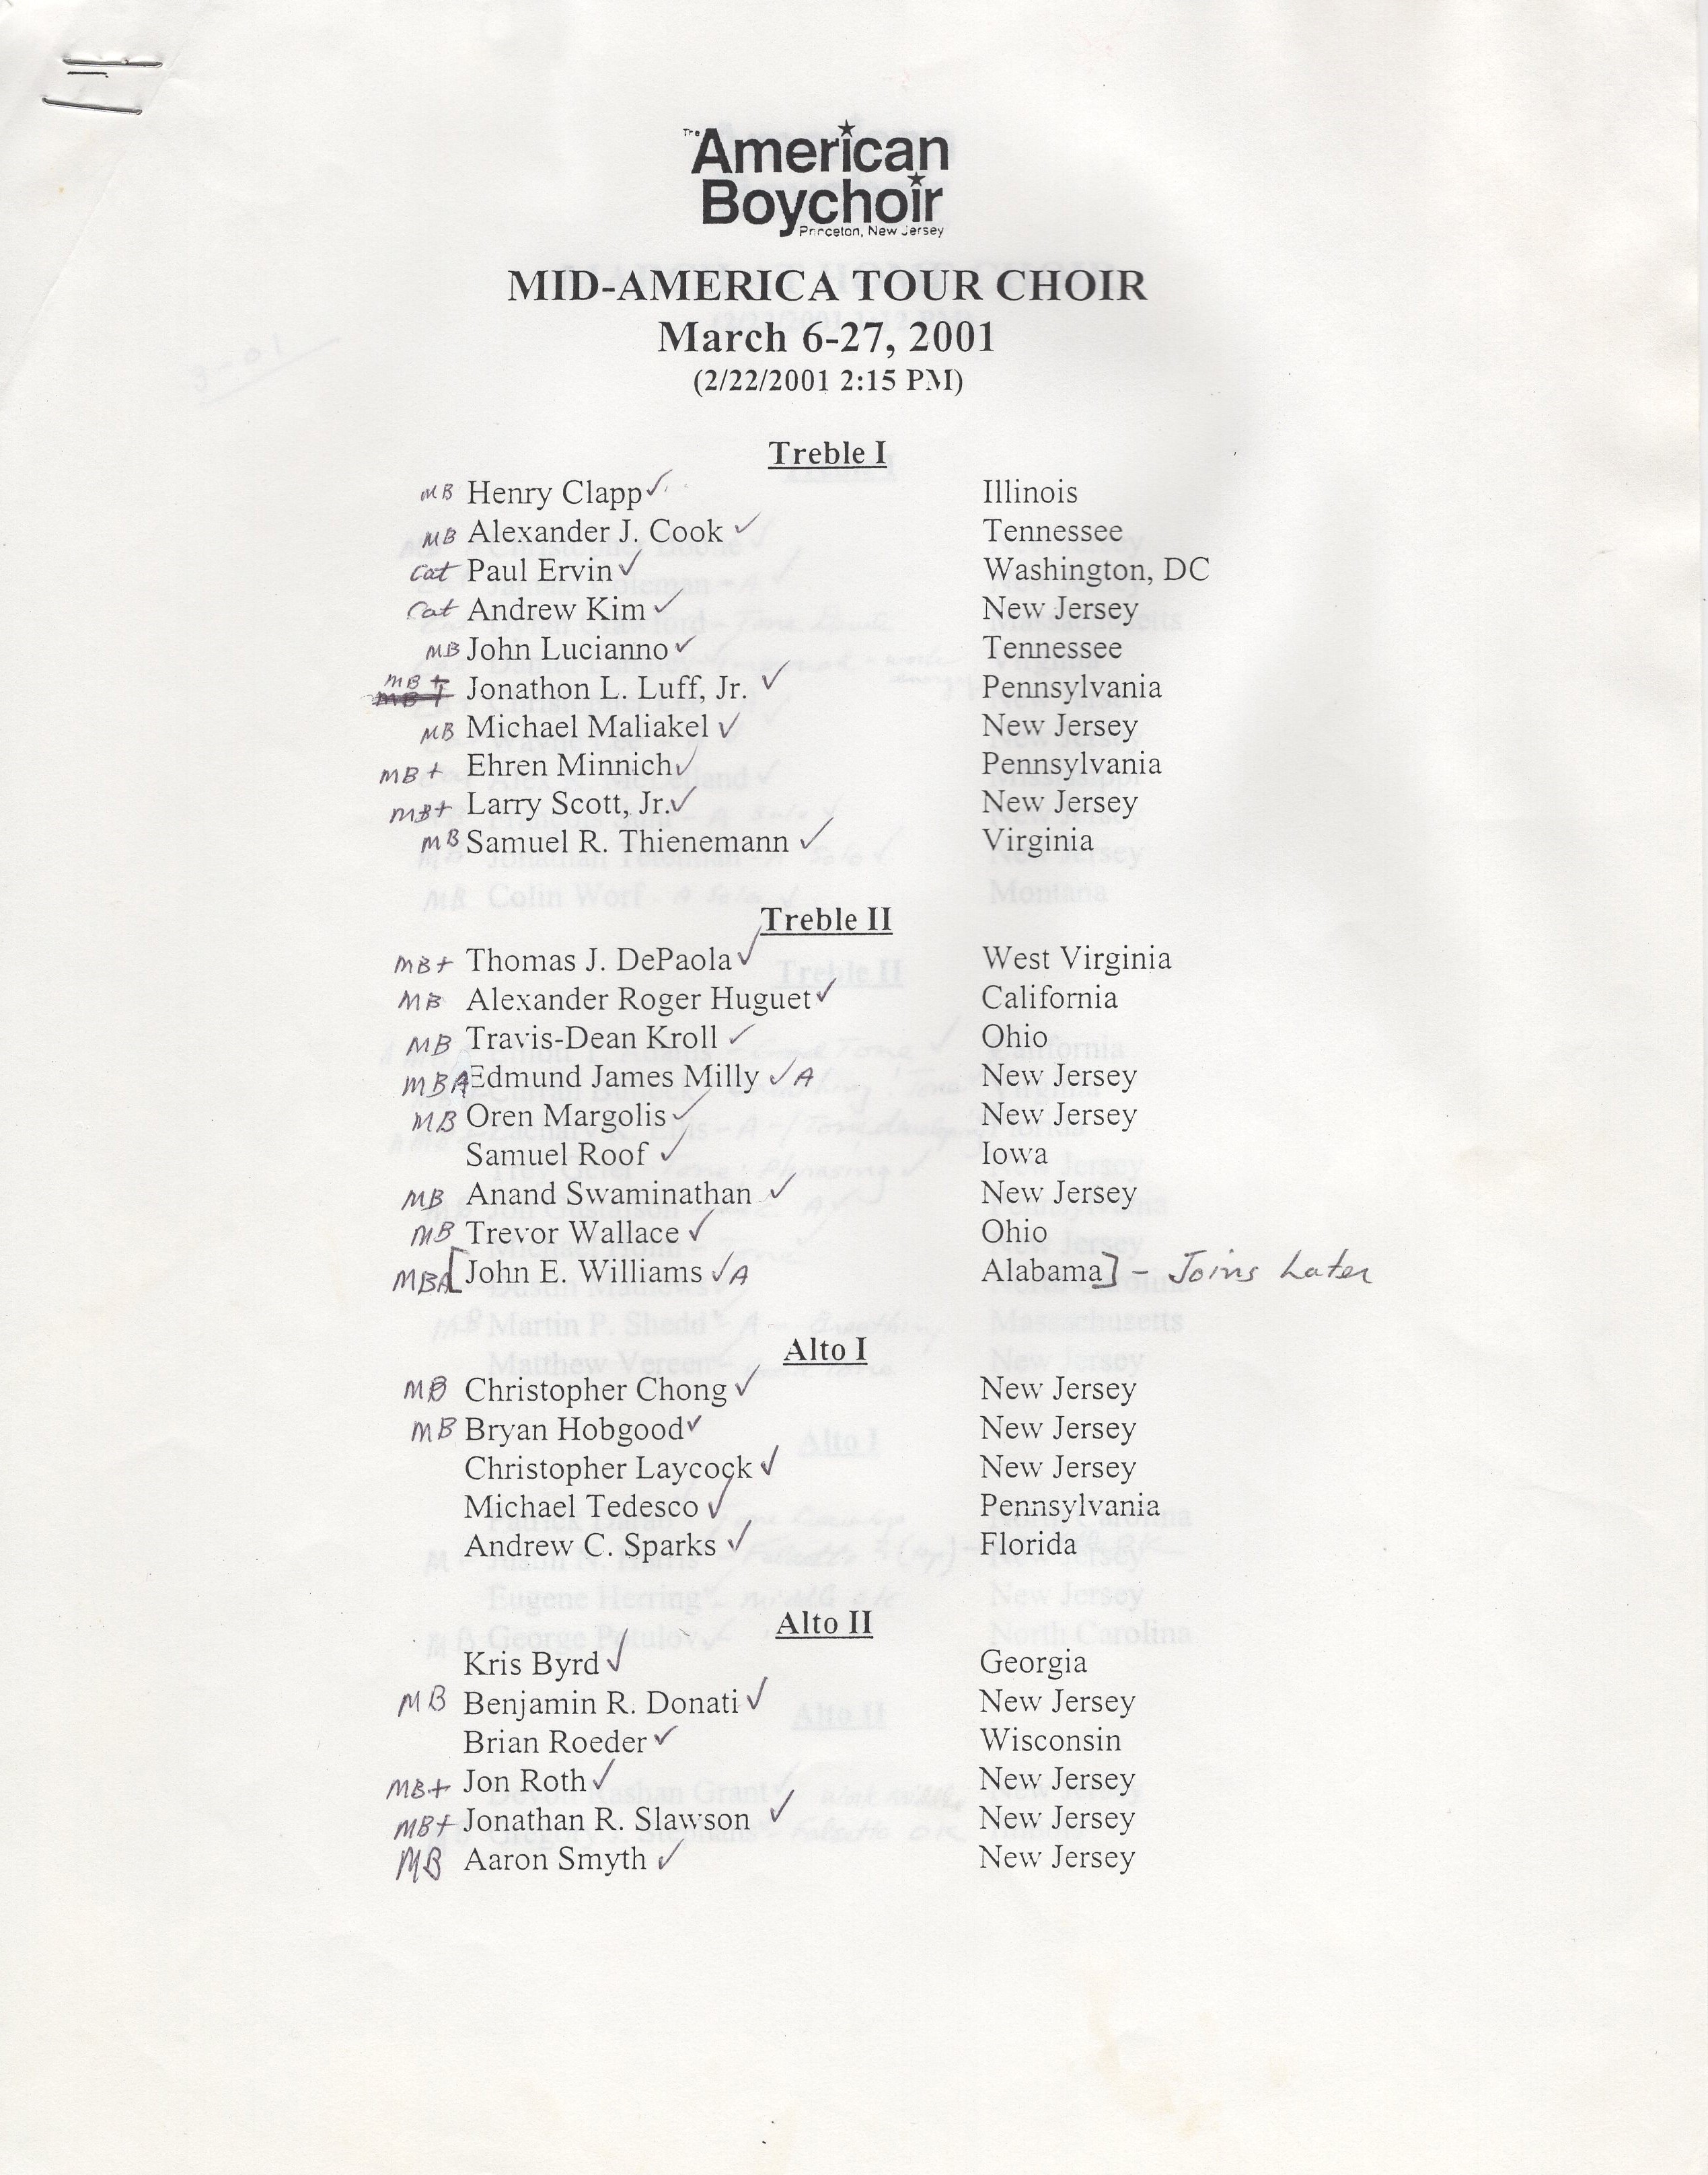 The American
Boychoir
Princeton, New Jersey
MID-AMERICA TOUR CHOIR
March 6-27, 2001
(2/22/2001 2:15 PM)
Treble I
MB Henry Clapp ✓ Illinois
MB Alexander J. Cook ✓ Tennessee
Cat Paul Ervin ✓ Washington, DC
Cat Andrew Kim ✓ New Jersey
MB John Lucianno ✓ Tennessee
MB + Jonathon L. Luff, Jr. ✓ Pennsylvania
MB Michael Maliakel ✓ New Jersey
MB + Ehren Minnich ✓ Pennsylvania
MB+ Larry Scott, Jr. ✓ New Jersey
MB Samuel R. Thienemann ✓ Virginia
Treble II
MB+ Thomas J. DePaola ✓ West Virginia
MB Alexander Roger Huguet ✓ California
MB Travis-Dean Kroll ✓ Ohio
MBA Edmund James Milly ✓ A New Jersey
MB Oren Margolis ✓ New Jersey
Samuel Roof ✓ Iowa
MB Anand Swaminathan ✓ New Jersey
MB Trevor Wallace ✓ Ohio
MBA [John E. Williams ✓ A Alabama] - Joins Later
Alto I
MB Christopher Chong ✓ New Jersey
MB Bryan Hobgood ✓ New Jersey
Christopher Laycock ✓ New Jersey
Michael Tedesco ✓ Pennsylvania
Andrew C. Sparks ✓ Florida
Alto II
Kris Byrd ✓ Georgia
MB Benjamin R. Donati ✓ New Jersey
Brian Roeder ✓ Wisconsin
MB+ Jon Roth ✓ New Jersey
MB+ Jonathan R. Slawson ✓ New Jersey
MB Aaron Smyth ✓ New Jersey